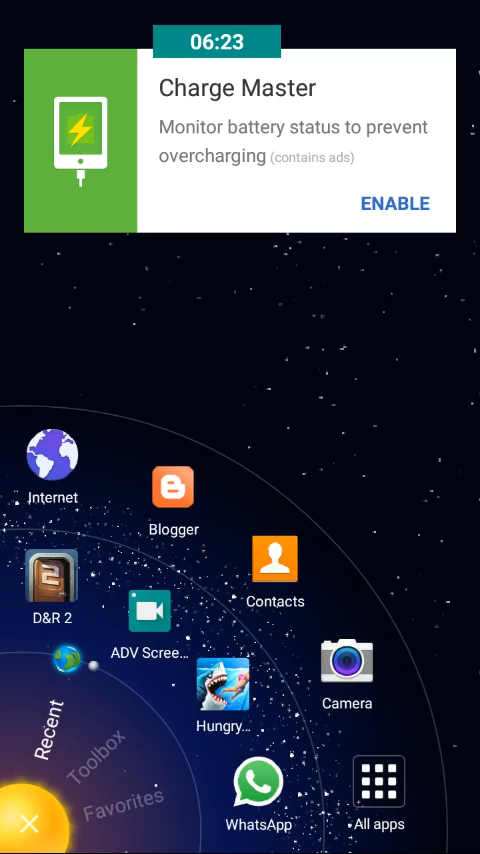 06:23
Charge Master
Monitor battery status to prevent
overcharging (contains ads)
ENABLE
Internet
Blogger
Contacts
2
D&R 2
ADV Scree...
Hungry...
Camera
Recent
Toolbox
Favorites
WhatsApp
All apps